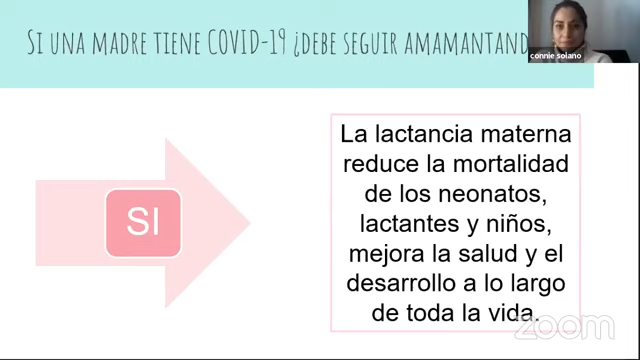 SI UNA MADRE TIENE COVID-19 ¿DEBE SEGUIR AMAMANTAND
connie solano
SI
La lactancia materna
reduce la mortalidad
de los neonatos,
lactantes y niños,
mejora la salud y el
desarrollo a lo largo
de toda la vida.
zoom